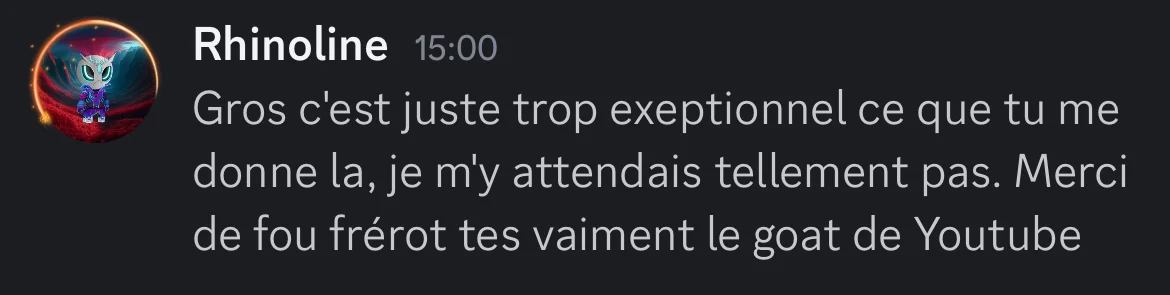 Rhinoline 15:00
Gros c'est juste trop exeptionnel ce que tu me
donne la, je m'y attendais tellement pas. Merci
de fou frérot tes vaiment le goat de Youtube